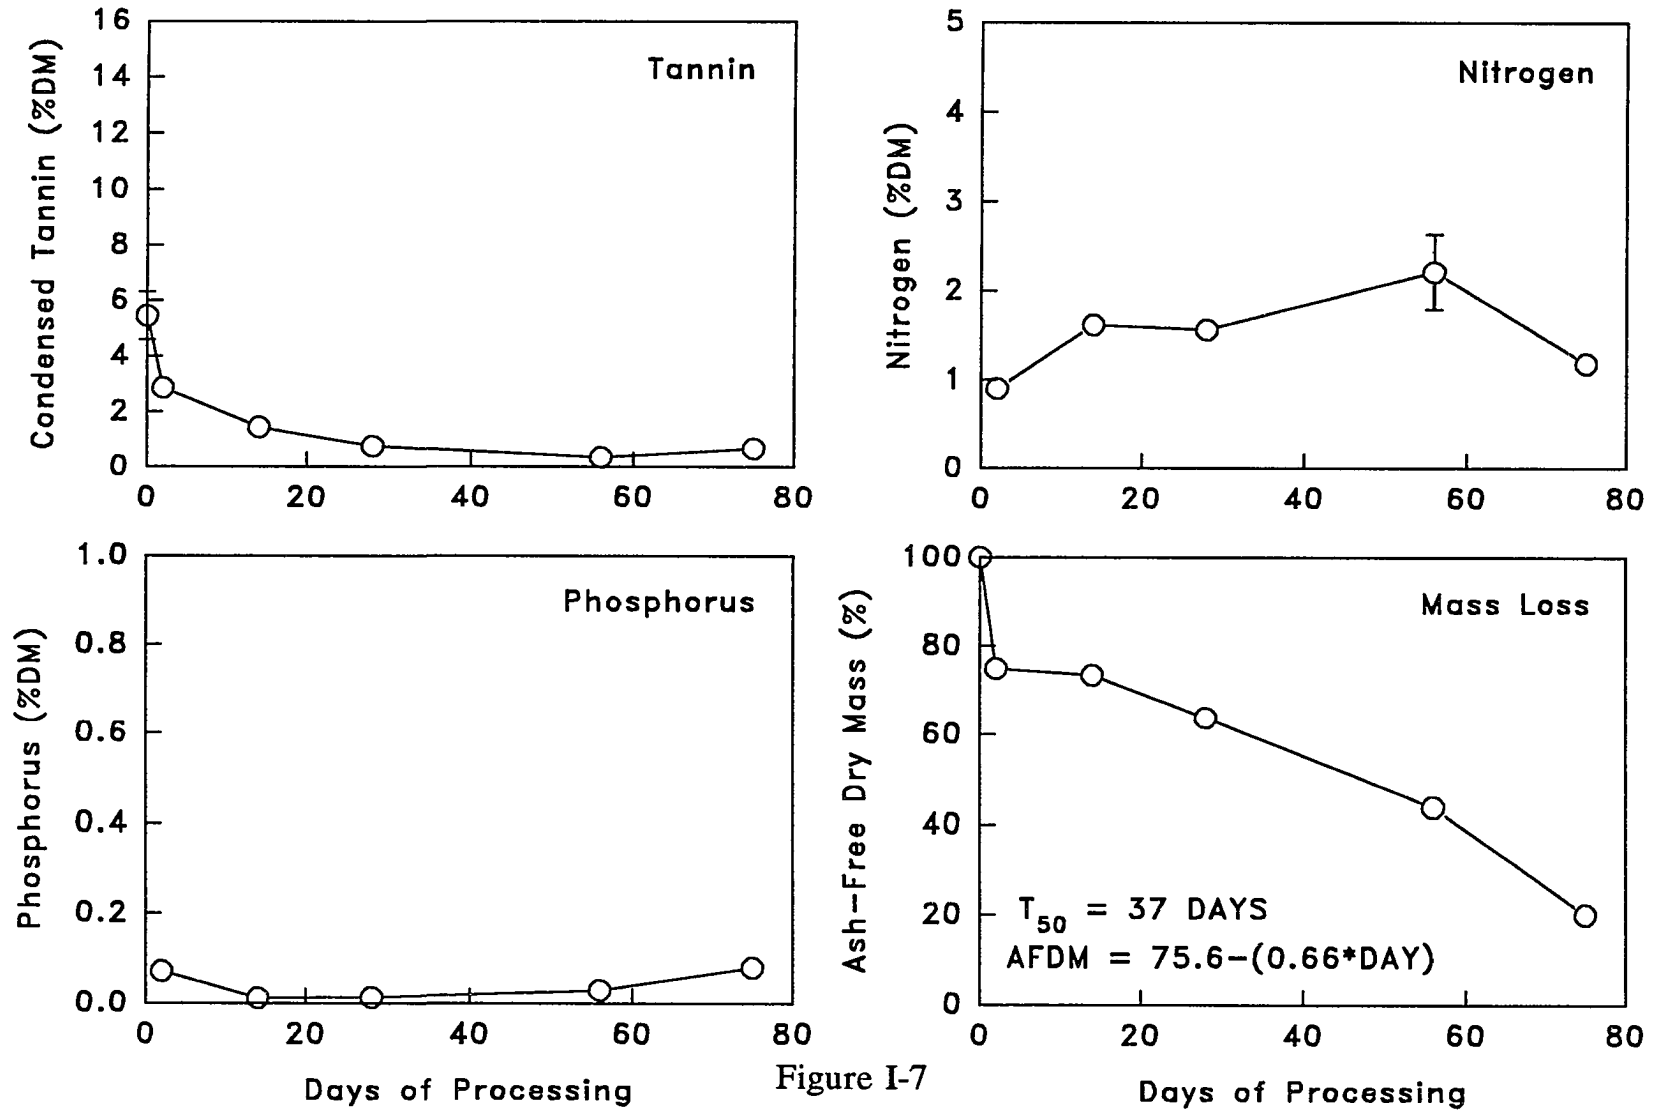 Tannin
Condensed Tannin (%DM)
16
14
12
10
8
6
4
2
0
0 20 40 60 80
Nitrogen
Nitrogen (%DM)
5
4
3
2
1
0
0 20 40 60 80
Phosphorus
Phosphorus (%DM)
1.0
0.8
0.6
0.4
0.2
0.0
0 20 40 60 80
Days of Processing
Mass Loss
Ash-Free Dry Mass (%)
100
80
60
40
20
0
T50 = 37 DAYS
AFDM = 75.6-(0.66*DAY)
0 20 40 60 80
Days of Processing
Figure I-7